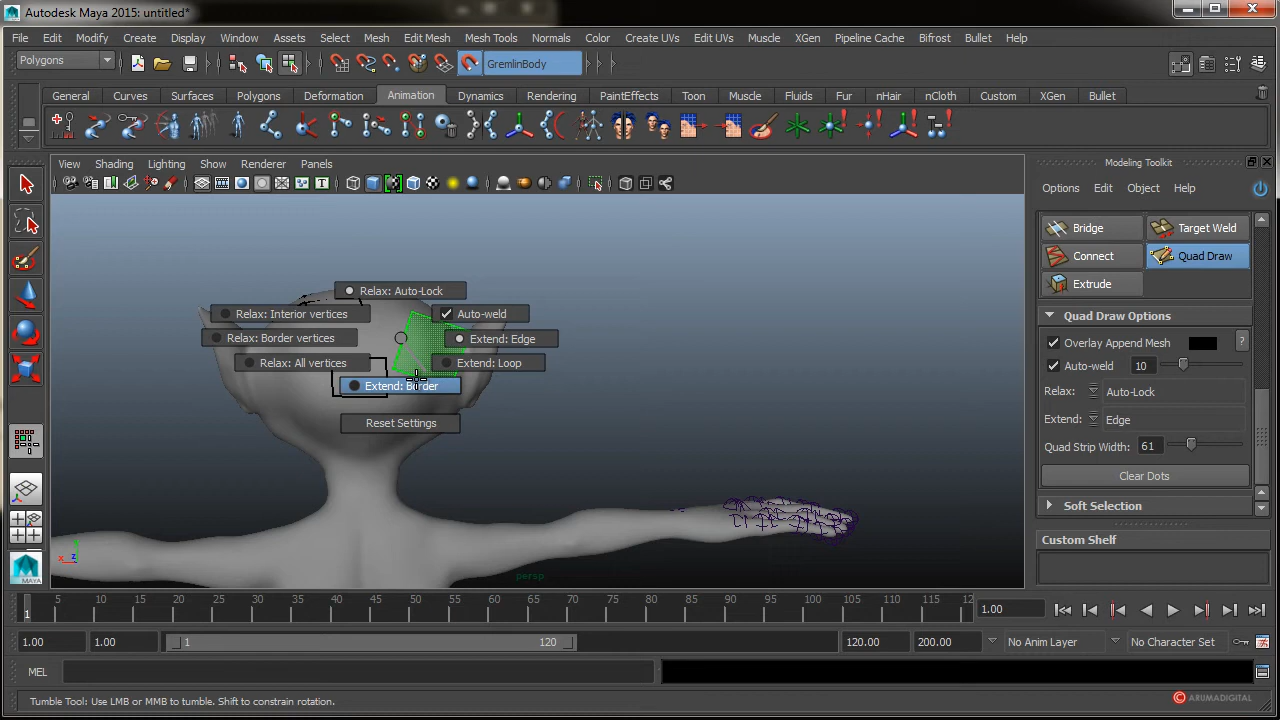 Autodesk Maya 2015: untitled*
File Edit Modify Create Display Window Assets Select Mesh Edit Mesh Mesh Tools Normals Color Create UVs Edit UVs Muscle XGen Pipeline Cache Bifrost Bullet Help
Polygons GremlinBody
General Curves Surfaces Polygons Deformation Animation Dynamics Rendering PaintEffects Toon Muscle Fluids Fur nHair nCloth Custom XGen Bullet
View Shading Lighting Show Renderer Panels
Modeling Toolkit
Options Edit Object Help
Bridge Target Weld
Connect Quad Draw
Extrude
Quad Draw Options
Overlay Append Mesh ?
Auto-weld 10
Relax: Auto-Lock
Extend: Edge
Quad Strip Width: 61
Clear Dots
Soft Selection
Custom Shelf
Relax: Auto-Lock
Relax: Interior vertices Auto-weld
Relax: Border vertices Extend: Edge
Relax: All vertices Extend: Loop
Extend: Border
Reset Settings
persp
x z y
MAYA
1 5 10 15 20 25 30 35 40 45 50 55 60 65 70 75 80 85 90 95 100 105 110 115 12 1.00
1.00 1.00 1 120 120.00 200.00 No Anim Layer No Character Set
MEL
Tumble Tool: Use LMB or MMB to tumble. Shift to constrain rotation.
© ARUMADIGITAL